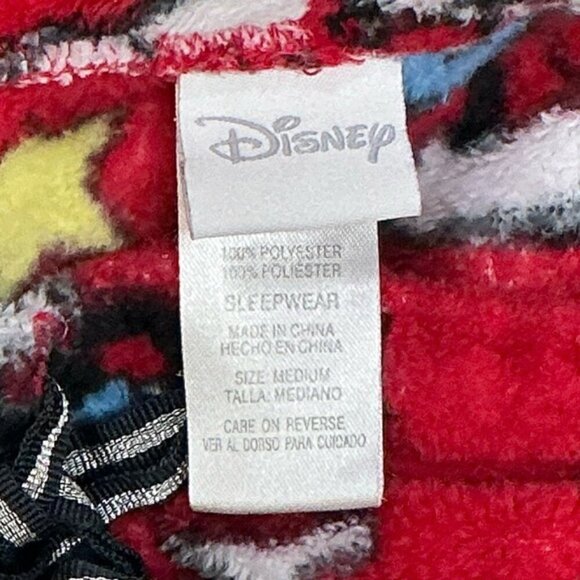 Disney
100% POLYESTER
100% POLIÉSTER
SLEEPWEAR
MADE IN CHINA
HECHO EN CHINA
SIZE: MEDIUM
TALLA: MEDIANO
CARE ON REVERSE
VER AL DORSO PARA CUIDADO